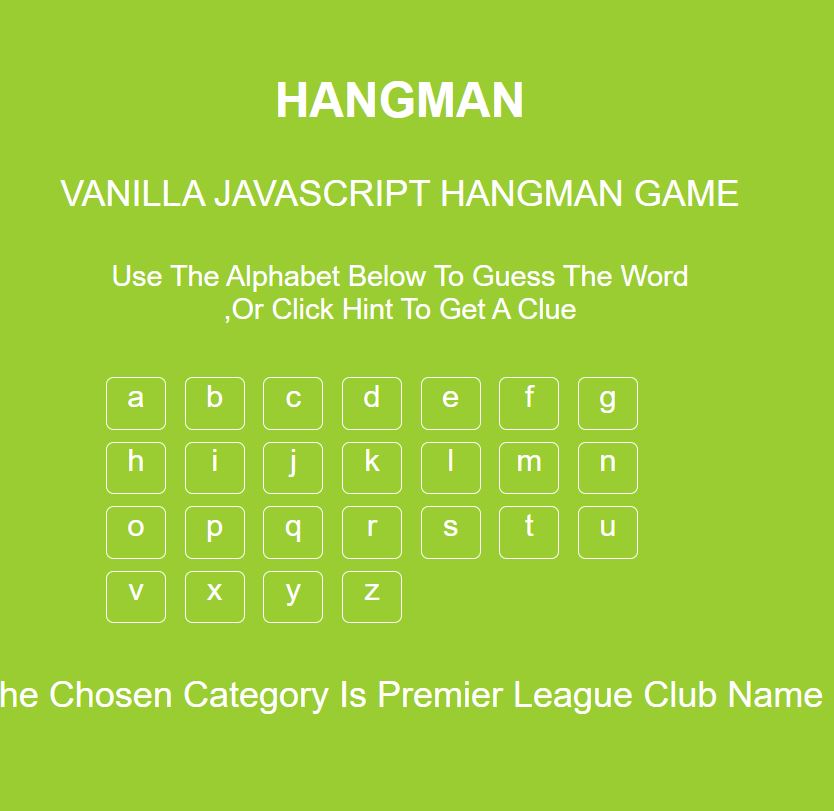 HANGMAN
VANILLA JAVASCRIPT HANGMAN GAME
Use The Alphabet Below To Guess The Word
,Or Click Hint To Get A Clue
a b c d e f g
h i j k l m n
o p q r s t u
v x y z
he Chosen Category Is Premier League Club Name